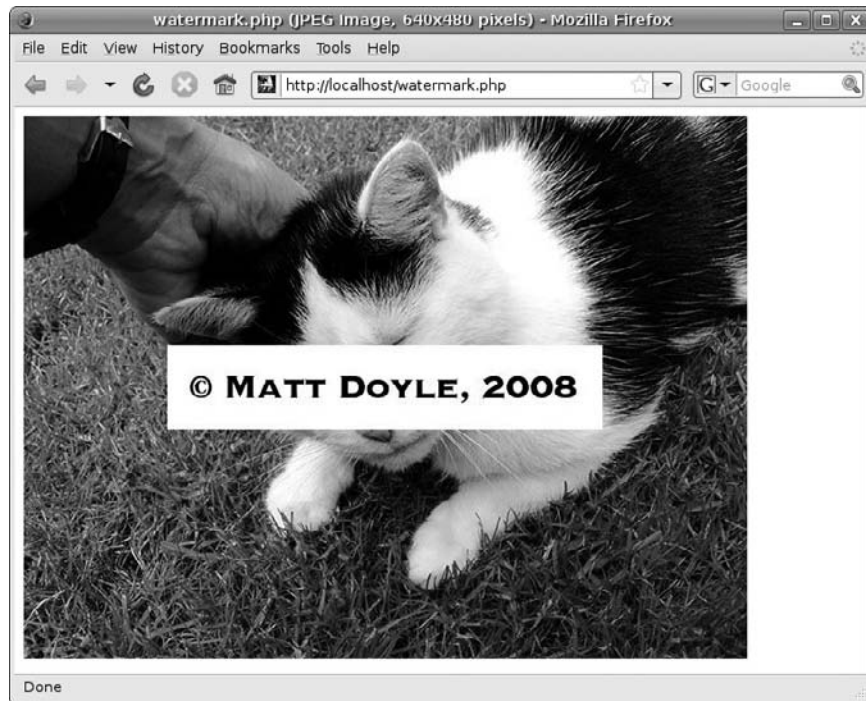 watermark.php (JPEG Image, 640x480 pixels) - Mozilla Firefox
File Edit View History Bookmarks Tools Help
http://localhost/watermark.php G Google
© MATT DOYLE, 2008
Done